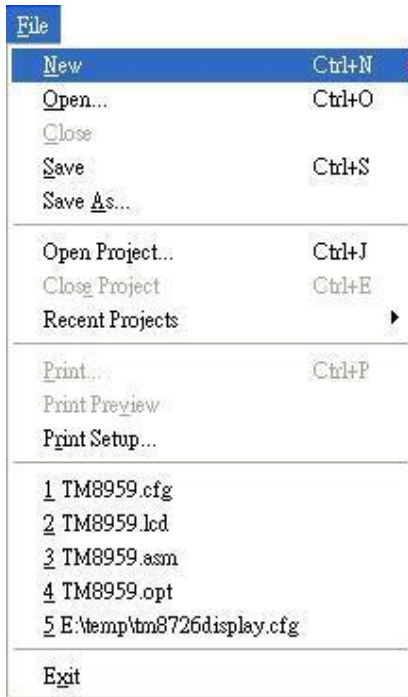 File
New Ctrl+N
Open... Ctrl+O
Close
Save Ctrl+S
Save As...
Open Project... Ctrl+J
Close Project Ctrl+E
Recent Projects
Print... Ctrl+P
Print Preview
Print Setup...
1 TM8959.cfg
2 TM8959.lcd
3 TM8959.asm
4 TM8959.opt
5 E:\temp\tm8726display.cfg
Exit